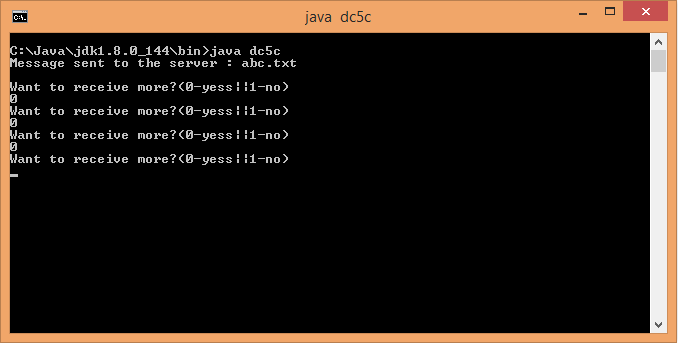 java dc5c
C:\Java\jdk1.8.0_144\bin>java dc5c
Message sent to the server : abc.txt
Want to receive more?(0-yess||1-no)
0
Want to receive more?(0-yess||1-no)
0
Want to receive more?(0-yess||1-no)
0
Want to receive more?(0-yess||1-no)